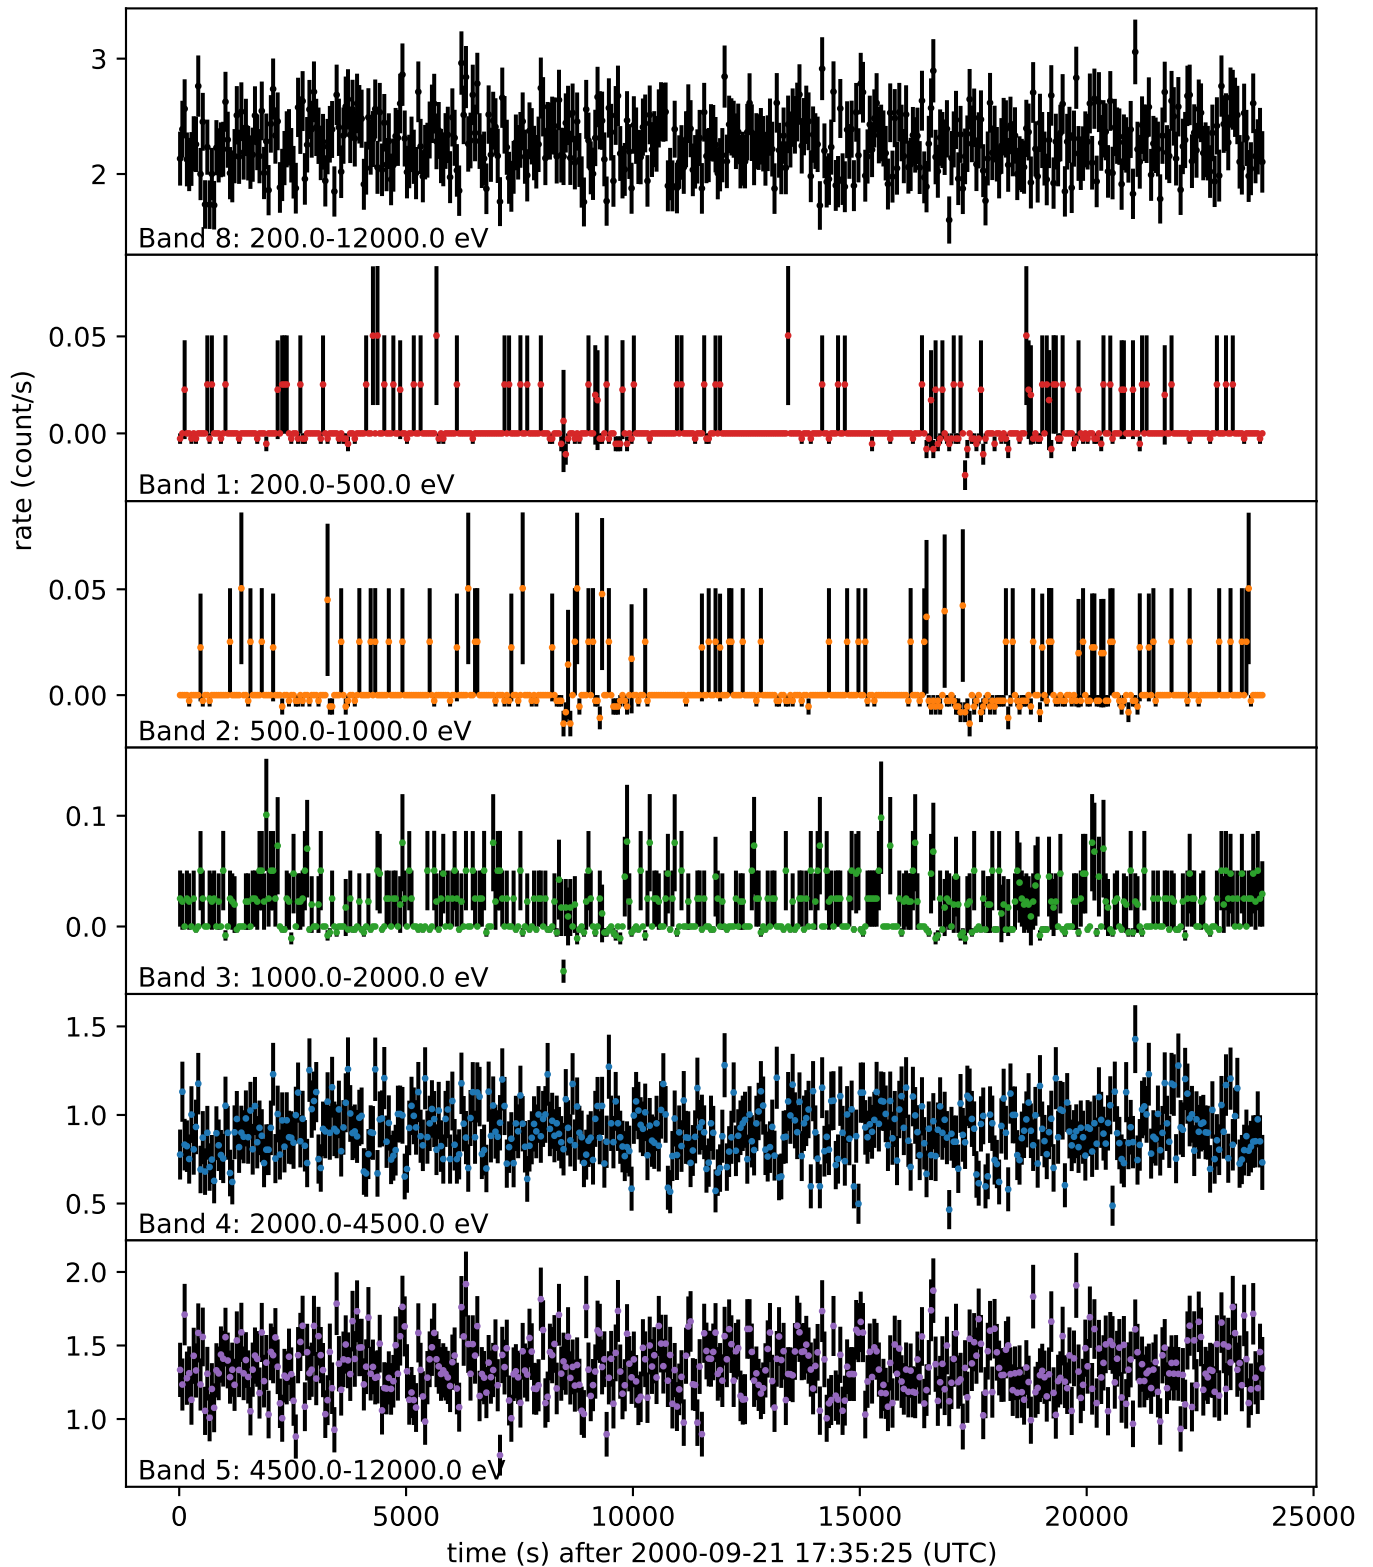 3
2
Band 8: 200.0-12000.0 eV
0.05
0.00
Band 1: 200.0-500.0 eV
rate (count/s)
0.05
0.00
Band 2: 500.0-1000.0 eV
0.1
0.0
Band 3: 1000.0-2000.0 eV
1.5
1.0
0.5
Band 4: 2000.0-4500.0 eV
2.0
1.5
1.0
Band 5: 4500.0-12000.0 eV
0 5000 10000 15000 20000 25000
time (s) after 2000-09-21 17:35:25 (UTC)